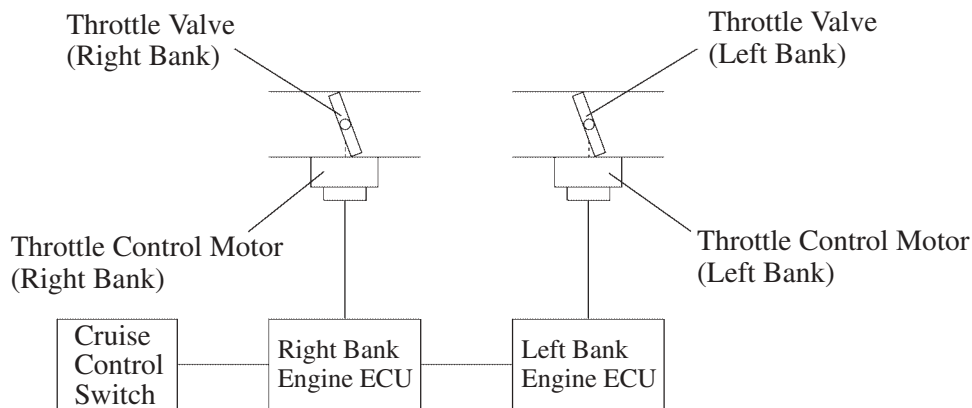 Throttle Valve
(Right Bank)
Throttle Valve
(Left Bank)
Throttle Control Motor
(Right Bank)
Throttle Control Motor
(Left Bank)
Cruise
Control
Switch
Right Bank
Engine ECU
Left Bank
Engine ECU